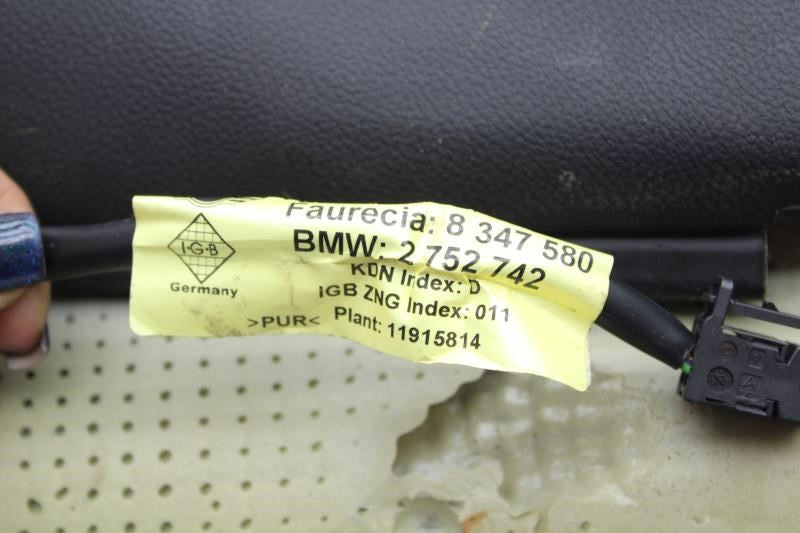 Faurecia: 8 347 580
BMW: 2 752 742
I·G·B
KDN Index: D
Germany
IGB ZNG Index: 011
>PUR< Plant: 11915814